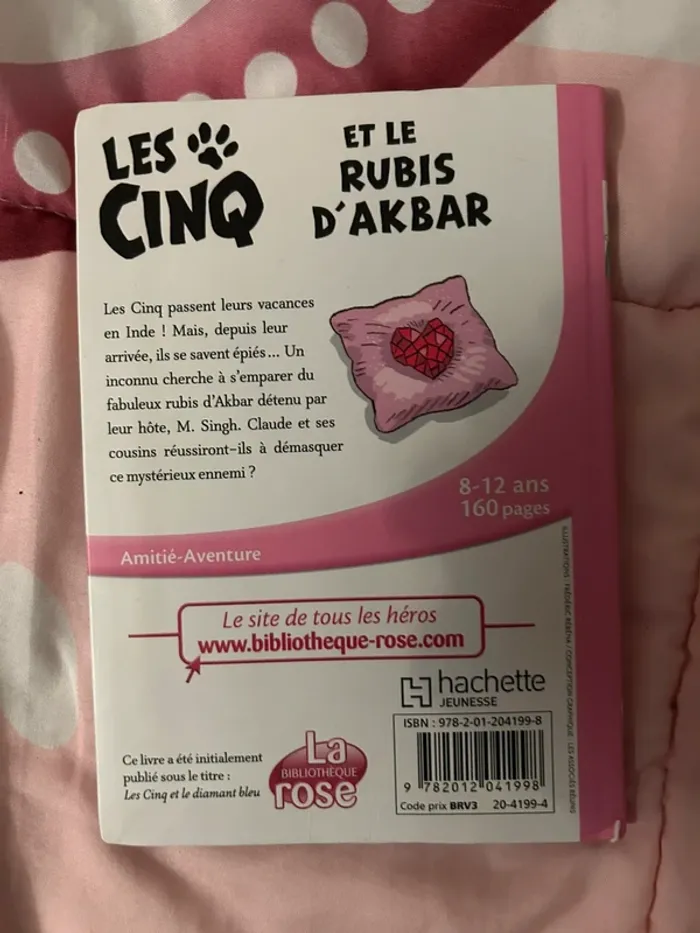 LES CINQ
ET LE
RUBIS
D'AKBAR
Les Cinq passent leurs vacances
en Inde ! Mais, depuis leur
arrivée, ils se savent épiés... Un
inconnu cherche à s'emparer du
fabuleux rubis d'Akbar détenu par
leur hôte, M. Singh. Claude et ses
cousins réussiront-ils à démasquer
ce mystérieux ennemi ?
8-12 ans
160 pages
Amitié-Aventure
Le site de tous les héros
www.bibliotheque-rose.com
hachette
JEUNESSE
ISBN : 978-2-01-204199-8
9 782012 041998
Code prix BRV3 20-4199-4
Ce livre a été initialement
publié sous le titre :
Les Cinq et le diamant bleu
La
BIBLIOTHÈQUE
rose